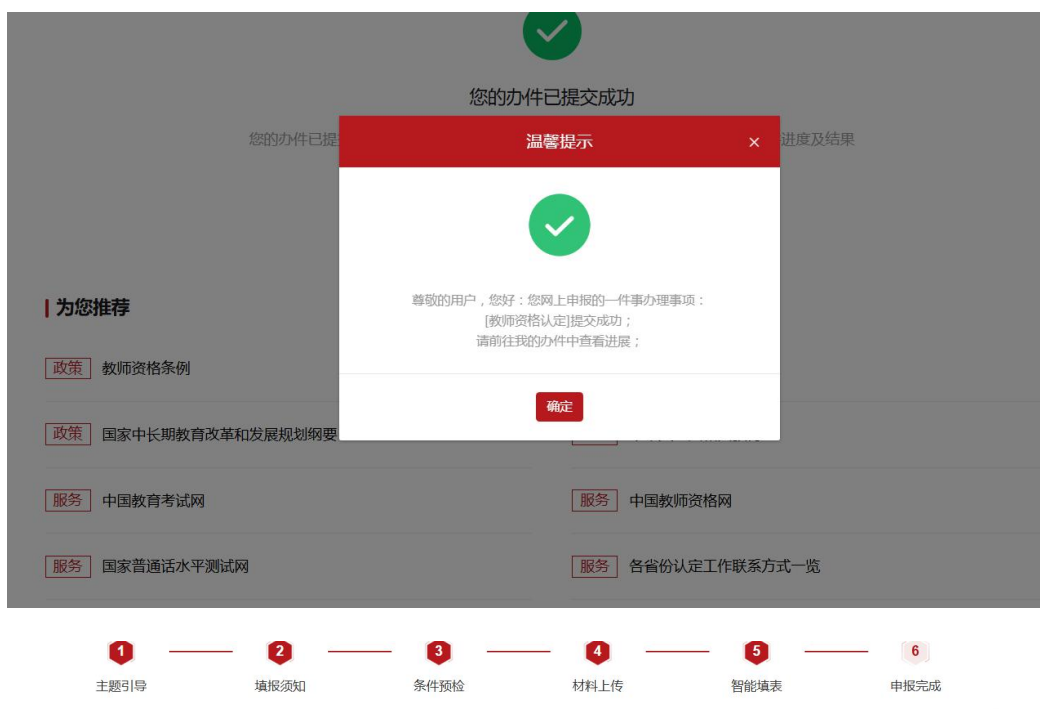 您的办件已提交成功
您的办件已提
进度及结果
温馨提示
×
尊敬的用户，您好：您网上申报的一件事办理事项：
[教师资格认定]提交成功；
请前往我的办件中查看进展；
确定
为您推荐
政策 教师资格条例
政策 国家中长期教育改革和发展规划纲要
服务 中国教育考试网
服务 中国教师资格网
服务 国家普通话水平测试网
服务 各省份认定工作联系方式一览
1 2 3 4 5 6
主题引导 填报须知 条件预检 材料上传 智能填表 申报完成